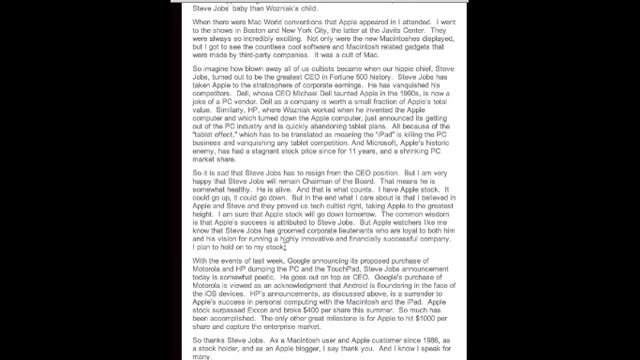 Steve Jobs' baby than Wozniak's child.
When there were Mac World conventions that Apple appeared in I attended. I went
to the shows in Boston and New York City, the latter at the Javits Center. They
were always so incredibly exciting. Not only were the new Macintoshes displayed,
but I got to see the countless cool software and Macintosh related gadgets that
were made by third-party companies. It was a cult of Mac.
So imagine how blown away all of us cultists became when our hippie chief, Steve
Jobs, turned out to be the greatest CEO in Fortune 500 history. Steve Jobs has
taken Apple to the stratosphere of corporate earnings. He has vanquished his
competitors. Dell, whose CEO Michael Dell taunted Apple in the 1990s, is now a
joke of a PC vendor. Dell as a company is worth a small fraction of Apple's total
value. Similarly, HP, where Wozniak worked when he invented the Apple
computer and which turned down the Apple computer, just announced its getting
out of the PC industry and is quickly abandoning tablet plans. All because of the
"tablet effect," which has to be translated as meaning the "iPad" is killing the PC
business and vanquishing any tablet competition. And Microsoft, Apple's historic
enemy, has had a stagnant stock price since for 11 years, and a shrinking PC
market share.
So it is sad that Steve Jobs has to resign from the CEO position. But I am very
happy that Steve Jobs will remain Chairman of the Board. That means he is
somewhat healthy. He is alive. And that is what counts. I have Apple stock. It
could go up, it could go down. But in the end what I care about is that I believed in
Apple and Steve and they proved us tech cultist right, taking Apple to the greatest
height. I am sure that Apple stock will go down tomorrow. The common wisdom
is that Apple's success is attributed to Steve Jobs. But Apple watchers like me
know that Steve Jobs has groomed corporate lieutenants who are loyal to both him
and his vision for running a highly innovative and financially successful company.
I plan to hold on to my stock.
With the events of last week, Google announcing its proposed purchase of
Motorola and HP dumping the PC and the TouchPad, Steve Jobs announcement
today is somewhat poetic. He goes out on top as CEO. Google's purchase of
Motorola is viewed as an acknowledgment that Android is floundering in the face of
the iOS devices. HP's announcements, as discussed above, is a surrender to
Apple's success in personal computing with the Macintosh and the iPad. Apple
stock surpassed Exxon and broke $400 per share this summer. So much has
been accomplished. The only other great milestone is for Apple to hit $1000 per
share and capture the enterprise market.
So thanks Steve Jobs. As a Macintosh user and Apple customer since 1986, as
a stock holder, and as an Apple blogger, I say thank you. And I know I speak for
many.